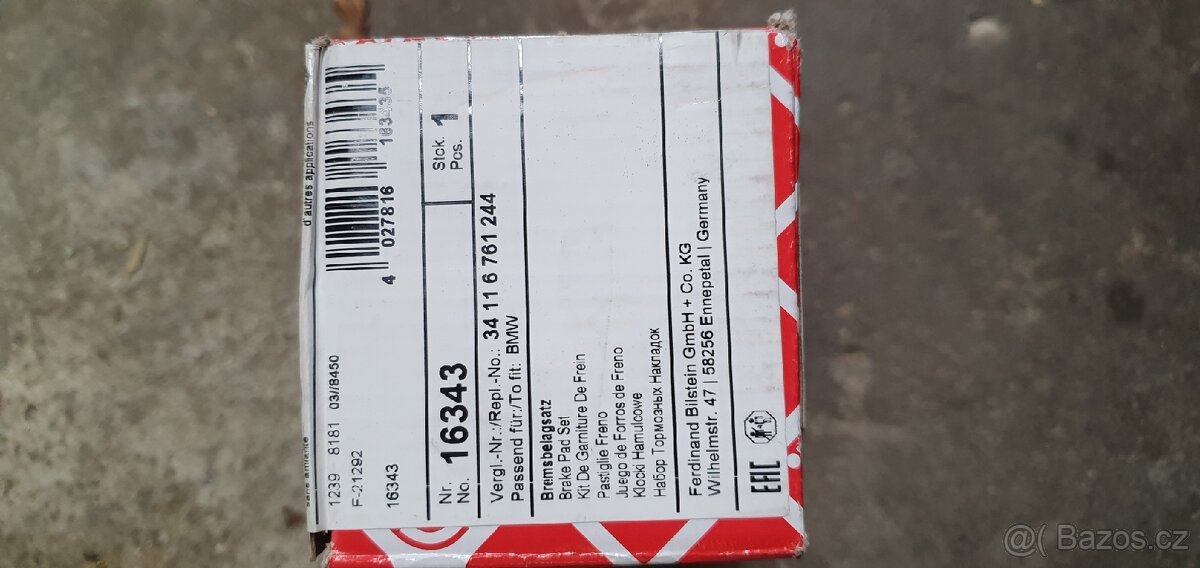 d'autres applications
1239 8181 03//8450
F-21292
16343
4 027816 163435
Nr.
No. 16343
Stck.
Pcs. 1
Vergl.-Nr.:/Repl.-No.: 34 11 6 761 244
Passend für:/To fit: BMW
Bremsbelagsatz
Brake Pad Set
Kit De Garniture De Frein
Pastiglie Freno
Juego de Forros de Freno
Klocki Hamulcowe
Набор Тормозных Накладок
Ferdinand Bilstein GmbH + Co. KG
Wilhelmstr. 47 | 58256 Ennepetal | Germany
EAC
@( Bazos.cz